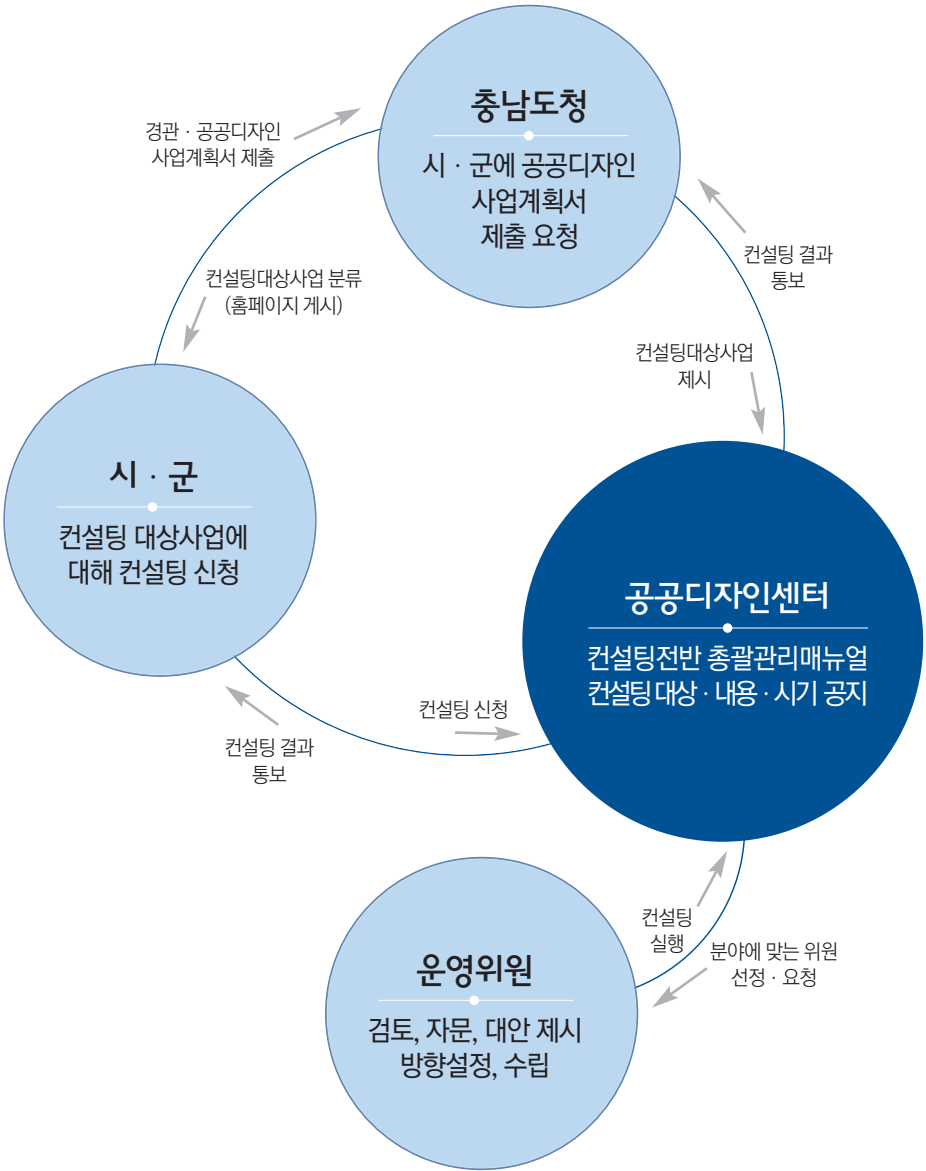 충남도청
시 · 군에 공공디자인
사업계획서
제출 요청
경관 · 공공디자인
사업계획서 제출
컨설팅대상사업 분류
(홈페이지 게시)
컨설팅 결과
통보
컨설팅대상사업
제시
시 · 군
컨설팅 대상사업에
대해 컨설팅 신청
공공디자인센터
컨설팅전반 총괄관리매뉴얼
컨설팅 대상 · 내용 · 시기 공지
컨설팅 신청
컨설팅 결과
통보
컨설팅
실행
분야에 맞는 위원
선정 · 요청
운영위원
검토, 자문, 대안 제시
방향설정, 수립